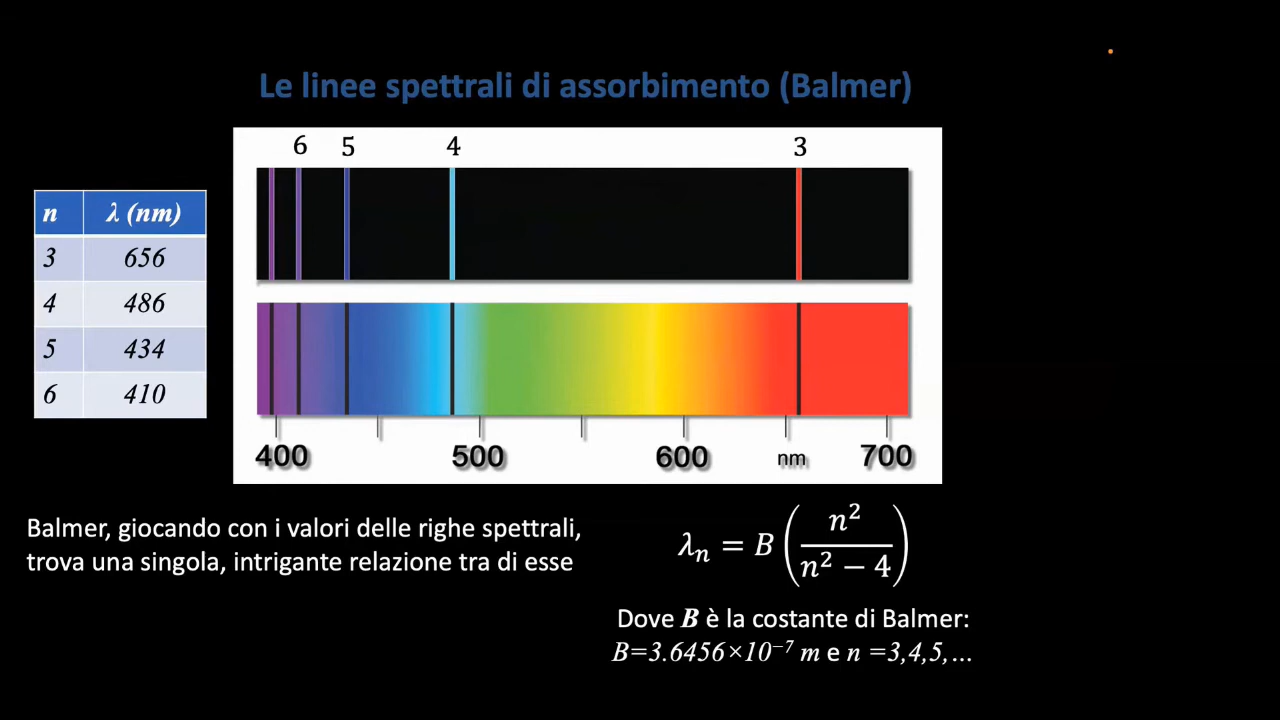 Le linee spettrali di assorbimento (Balmer)
6 5 4 3
n λ (nm)
3 656
4 486
5 434
6 410
400 500 600 nm 700
Balmer, giocando con i valori delle righe spettrali,
trova una singola, intrigante relazione tra di esse
λₙ = B (n² / (n² − 4))
Dove B è la costante di Balmer:
B=3.6456×10⁻⁷ m e n =3,4,5,…